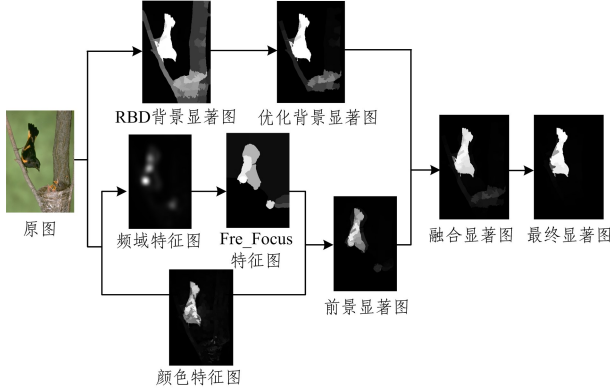 RBD背景显著图
优化背景显著图
原图
频域特征图
Fre_Focus
特征图
颜色特征图
前景显著图
融合显著图
最终显著图